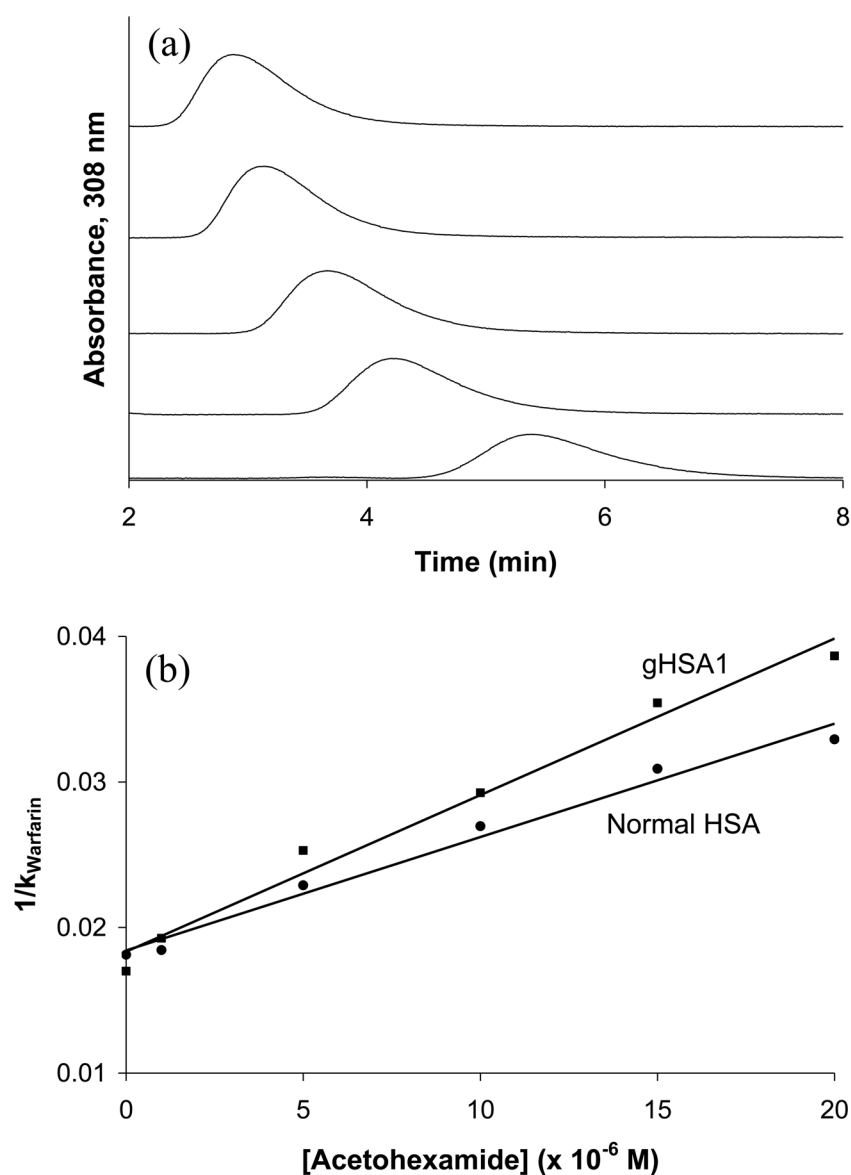 (a)
Absorbance, 308 nm
2 4 6 8
Time (min)
(b)
0.04
0.03
0.02
0.01
1/k_Warfarin
gHSA1
Normal HSA
0 5 10 15 20
[Acetohexamide] (x 10⁻⁶ M)